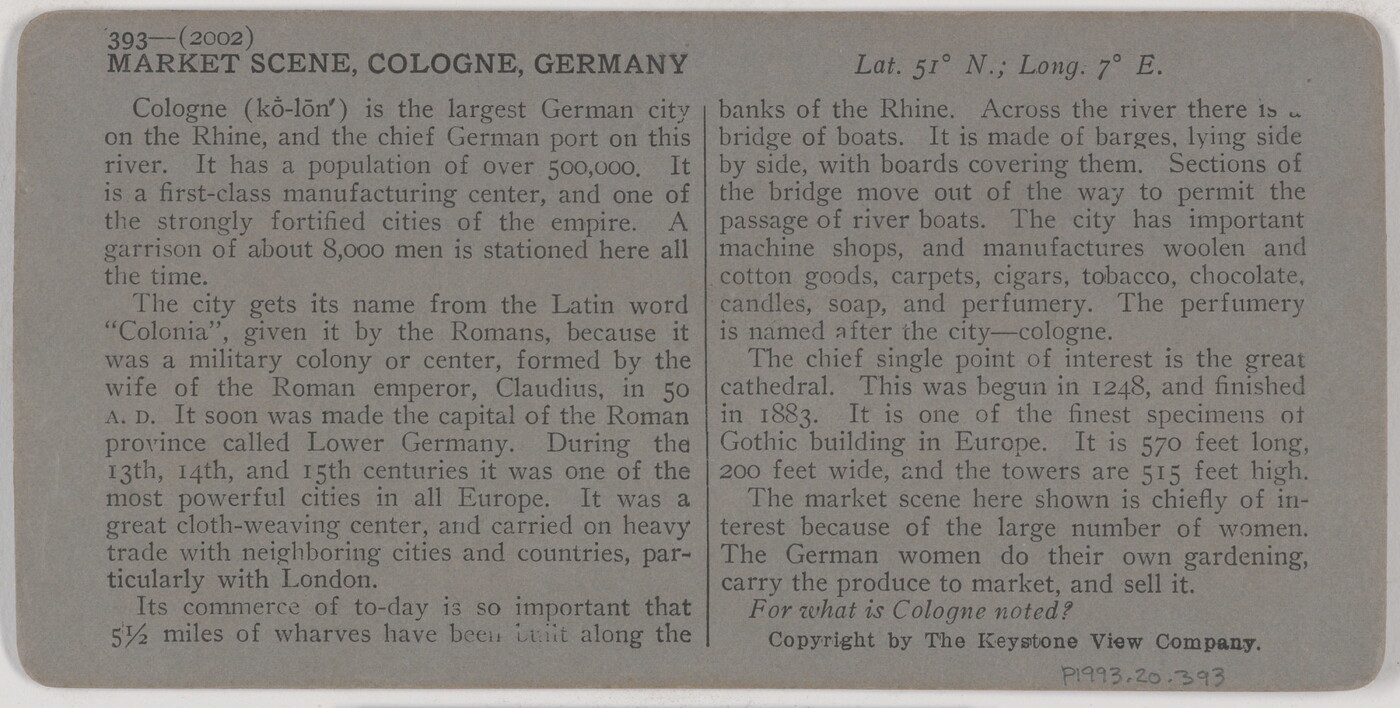 393—(2002)
MARKET SCENE, COLOGNE, GERMANY
Cologne (kȯ-lōn′) is the largest German city
on the Rhine, and the chief German port on this
river. It has a population of over 500,000. It
is a first-class manufacturing center, and one of
the strongly fortified cities of the empire. A
garrison of about 8,000 men is stationed here all
the time.
The city gets its name from the Latin word
“Colonia”, given it by the Romans, because it
was a military colony or center, formed by the
wife of the Roman emperor, Claudius, in 50
A. D. It soon was made the capital of the Roman
province called Lower Germany. During the
13th, 14th, and 15th centuries it was one of the
most powerful cities in all Europe. It was a
great cloth-weaving center, and carried on heavy
trade with neighboring cities and countries, par-
ticularly with London.
Its commerce of to-day is so important that
5½ miles of wharves have been built along the
Lat. 51° N.; Long. 7° E.
banks of the Rhine. Across the river there is a
bridge of boats. It is made of barges, lying side
by side, with boards covering them. Sections of
the bridge move out of the way to permit the
passage of river boats. The city has important
machine shops, and manufactures woolen and
cotton goods, carpets, cigars, tobacco, chocolate,
candles, soap, and perfumery. The perfumery
is named after the city—cologne.
The chief single point of interest is the great
cathedral. This was begun in 1248, and finished
in 1883. It is one of the finest specimens of
Gothic building in Europe. It is 570 feet long,
200 feet wide, and the towers are 515 feet high.
The market scene here shown is chiefly of in-
terest because of the large number of women.
The German women do their own gardening,
carry the produce to market, and sell it.
For what is Cologne noted?
Copyright by The Keystone View Company.
P1993.20.393